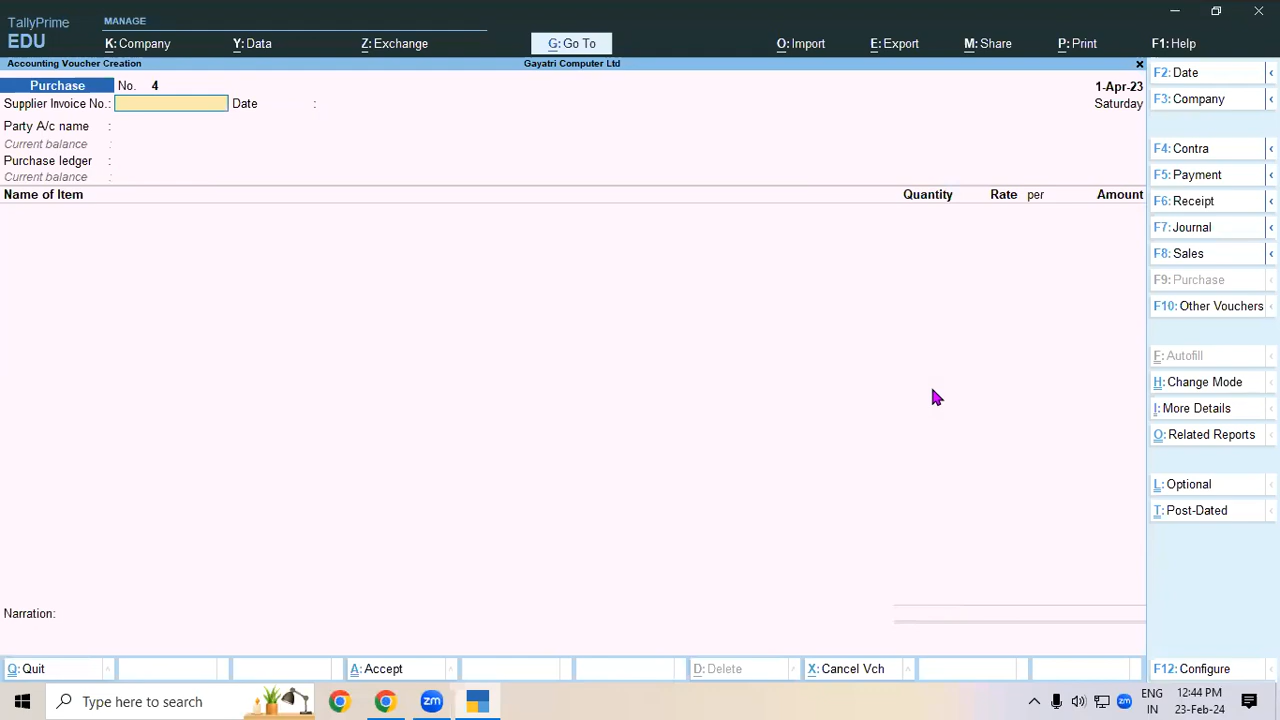 TallyPrime
EDU
MANAGE
K: Company
Y: Data
Z: Exchange
G: Go To
O: Import
E: Export
M: Share
P: Print
F1: Help
Accounting Voucher Creation
Gayatri Computer Ltd
Purchase No. 4
1-Apr-23
Supplier Invoice No.: Date :
Saturday
Party A/c name :
Current balance :
Purchase ledger :
Current balance :
Name of Item Quantity Rate per Amount
F2: Date
F3: Company
F4: Contra
F5: Payment
F6: Receipt
F7: Journal
F8: Sales
F9: Purchase
F10: Other Vouchers
F: Autofill
H: Change Mode
I: More Details
O: Related Reports
L: Optional
T: Post-Dated
Narration:
Q: Quit
A: Accept
D: Delete
X: Cancel Vch
F12: Configure
Type here to search
zm
zm
ENG
IN
12:44 PM
23-Feb-24